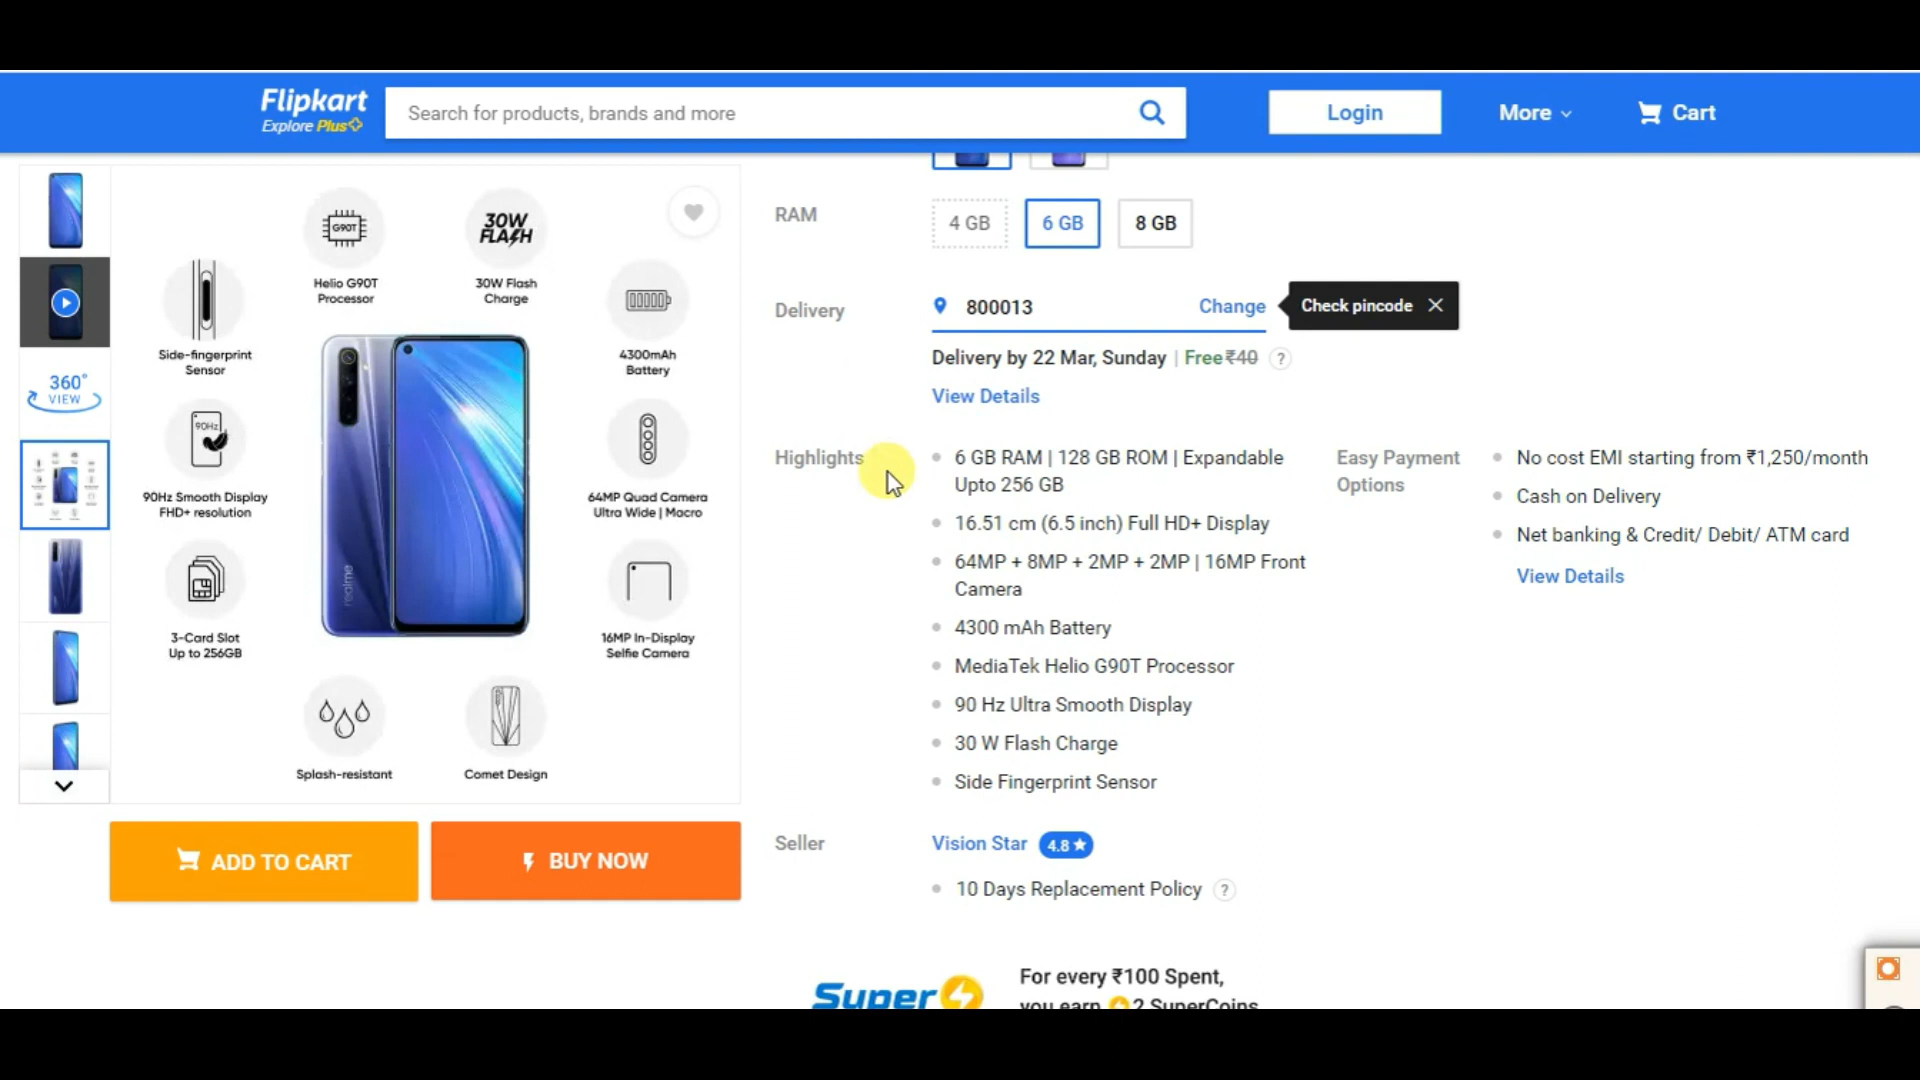 Flipkart
Explore Plus
Search for products, brands and more
Login
More
Cart
360°
VIEW
G90T
Helio G90T
Processor
30W
FLASH
30W Flash
Charge
Side-fingerprint
Sensor
4300mAh
Battery
90Hz
90Hz Smooth Display
FHD+ resolution
64MP Quad Camera
Ultra Wide | Macro
realme
3-Card Slot
Up to 256GB
16MP In-Display
Selfie Camera
Splash-resistant
Comet Design
ADD TO CART
BUY NOW
RAM
4 GB
6 GB
8 GB
Delivery
800013
Change
Check pincode
Delivery by 22 Mar, Sunday | Free ₹40 ?
View Details
Highlights
6 GB RAM | 128 GB ROM | Expandable
Upto 256 GB
16.51 cm (6.5 inch) Full HD+ Display
64MP + 8MP + 2MP + 2MP | 16MP Front
Camera
4300 mAh Battery
MediaTek Helio G90T Processor
90 Hz Ultra Smooth Display
30 W Flash Charge
Side Fingerprint Sensor
Easy Payment
Options
No cost EMI starting from ₹1,250/month
Cash on Delivery
Net banking & Credit/ Debit/ ATM card
View Details
Seller
Vision Star 4.8★
10 Days Replacement Policy ?
Super
For every ₹100 Spent,
you earn 2 SuperCoins